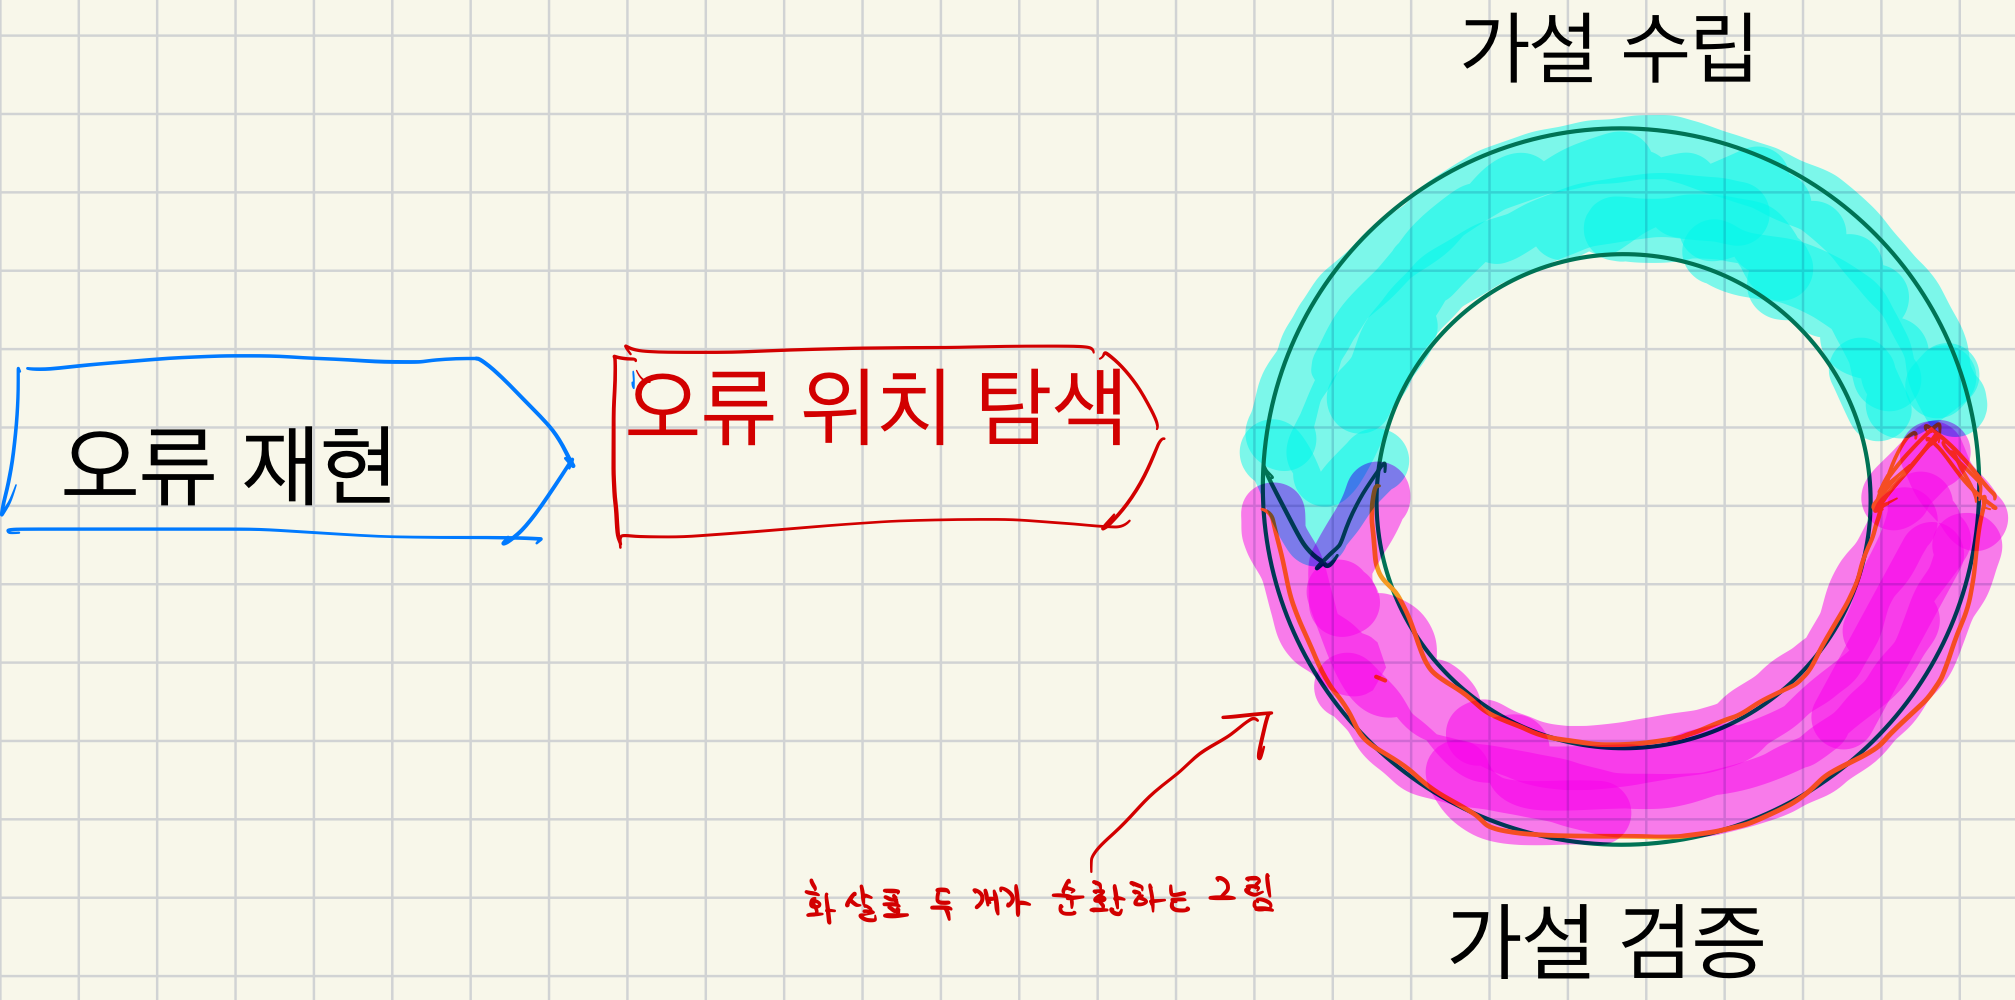 가설 수립
오류 재현
오류 위치 탐색
화살표 두 개가 순환하는 그림
가설 검증